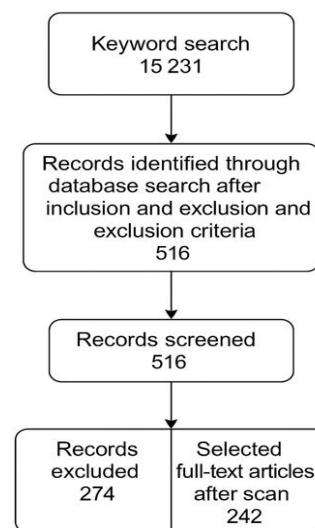 Keyword search
15 231
Records identified through
database search after
inclusion and exclusion and
exclusion criteria
516
Records screened
516
Records
excluded
274
Selected
full-text articles
after scan
242